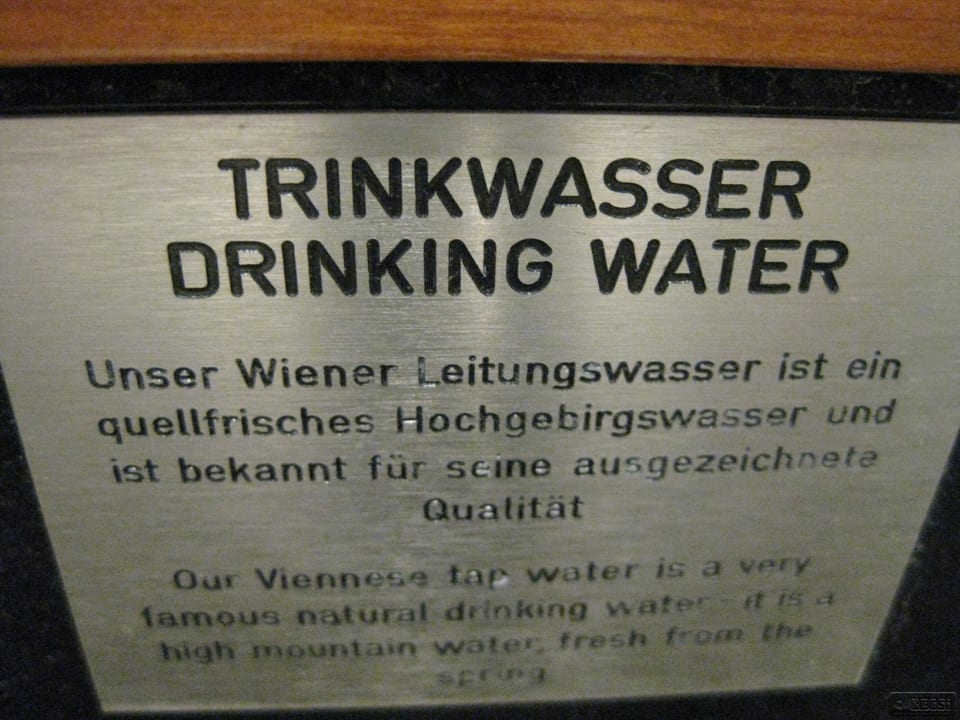 TRINKWASSER
DRINKING WATER
Unser Wiener Leitungswasser ist ein
quellfrisches Hochgebirgswasser und
ist bekannt für seine ausgezeichnete
Qualität
Our Viennese tap water is a very
famous natural drinking water - it is a
high mountain water, fresh from the
spring